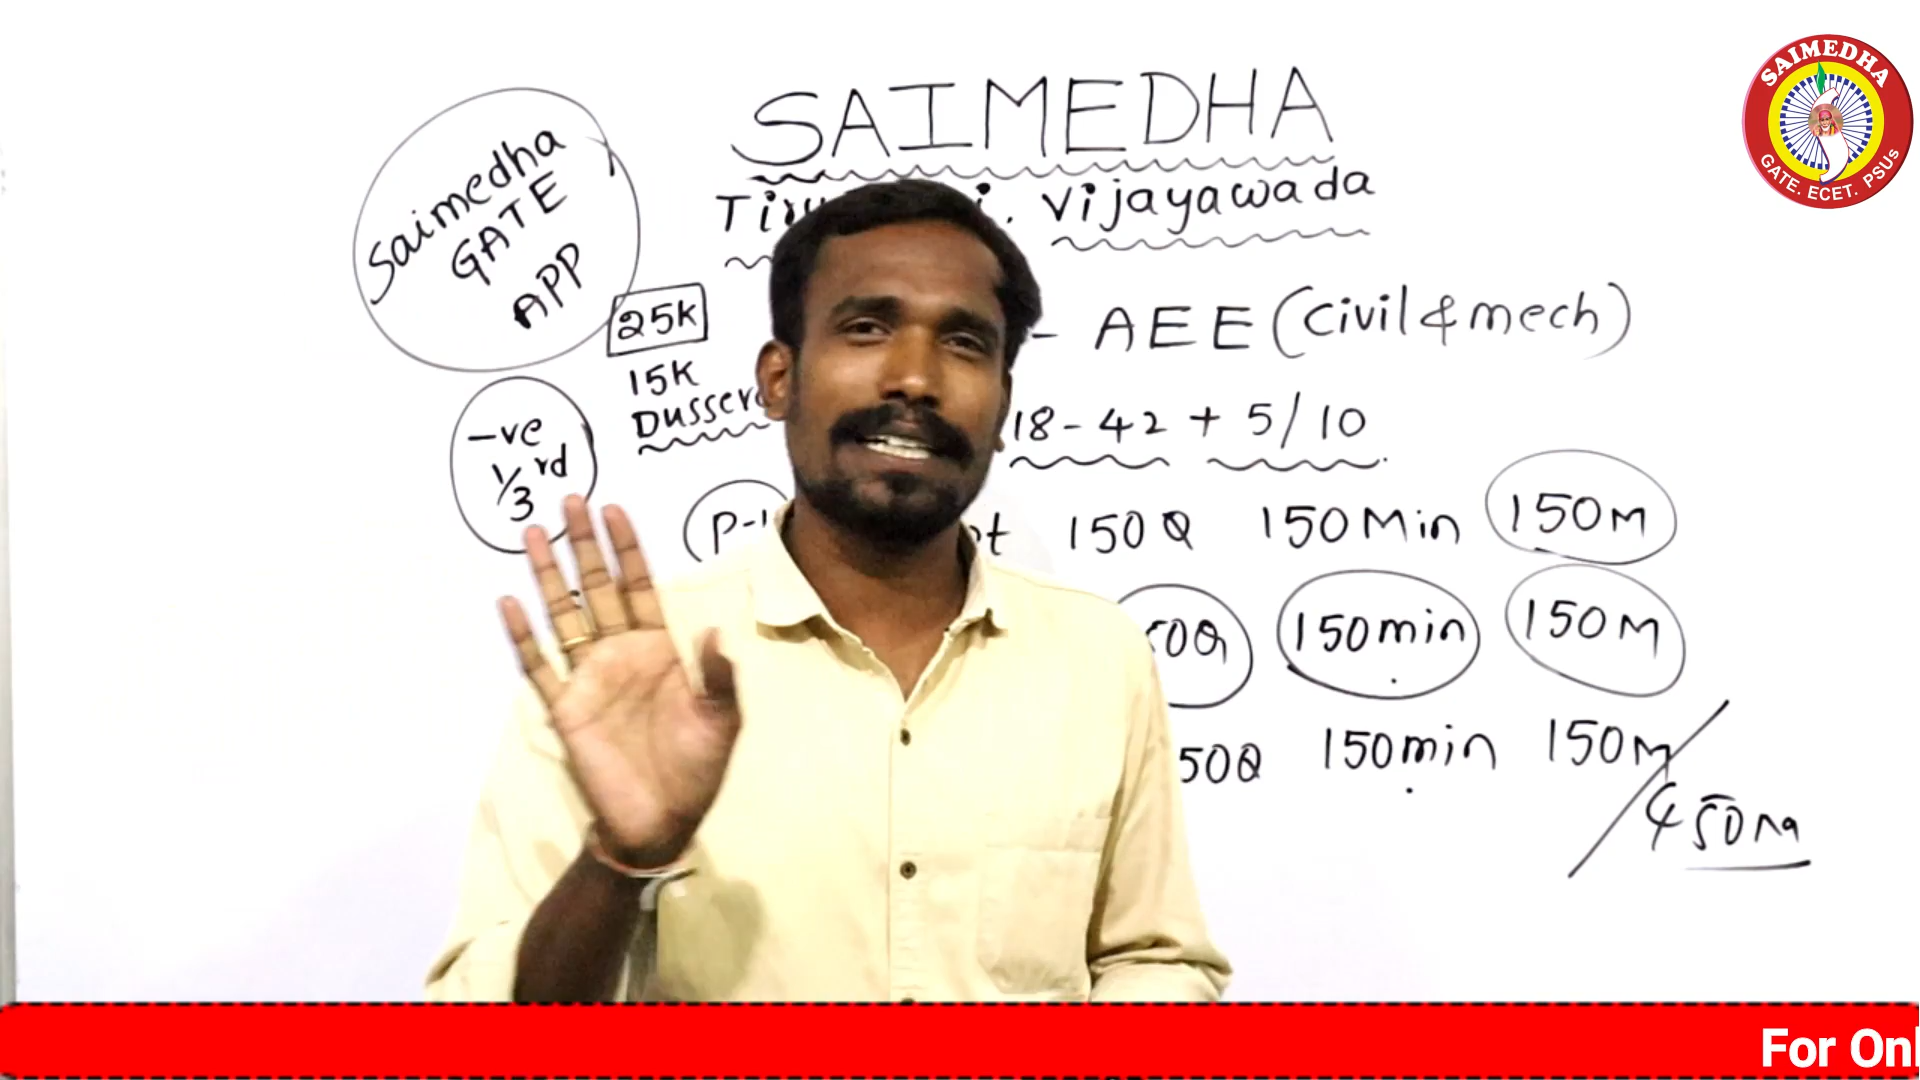 SAIMEDHA
Vijayawada
Saimedha
GATE
APP
25K
15K
- AEE (Civil & mech)
-ve
1/3 rd
18 - 42 + 5/10
150Q 150Min 150M
150min 150M
150min 150M
450M
SAIMEDHA
GATE. ECET. PSUs
For